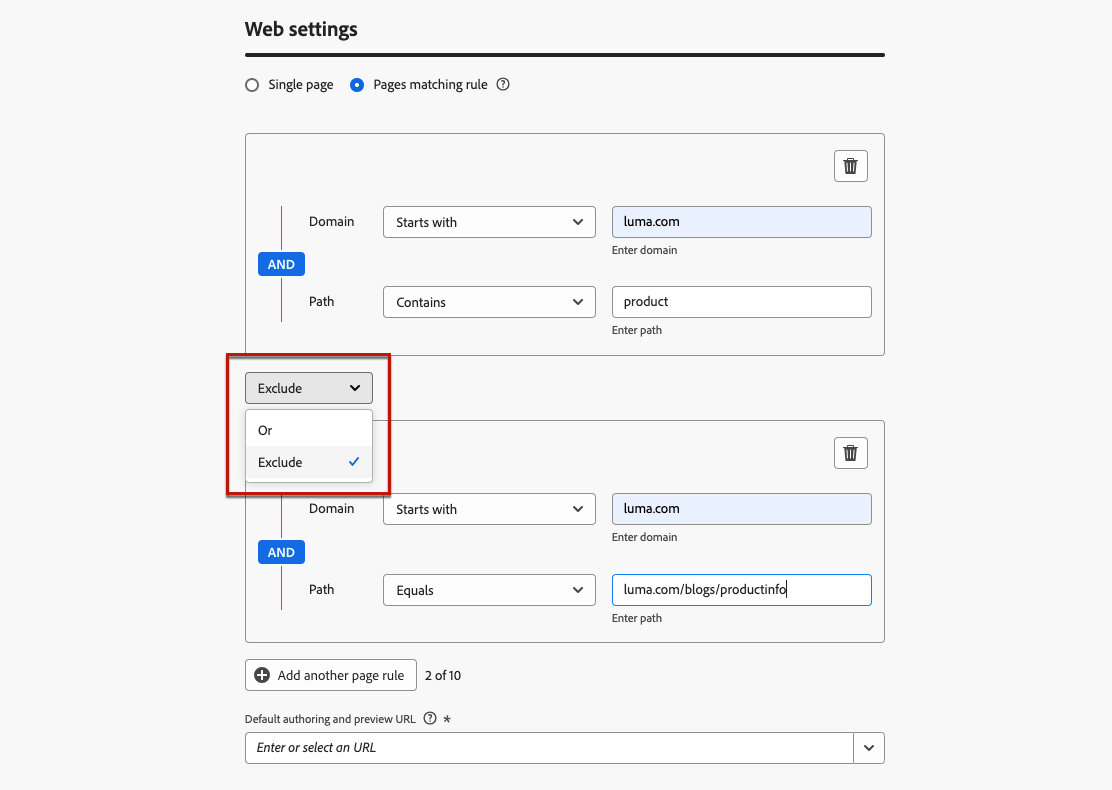 Web settings
Single page Pages matching rule ?
Domain Starts with luma.com
Enter domain
AND
Path Contains product
Enter path
Exclude
Or
Exclude
Domain Starts with luma.com
Enter domain
AND
Path Equals luma.com/blogs/productinfo
Enter path
Add another page rule 2 of 10
Default authoring and preview URL ? *
Enter or select an URL